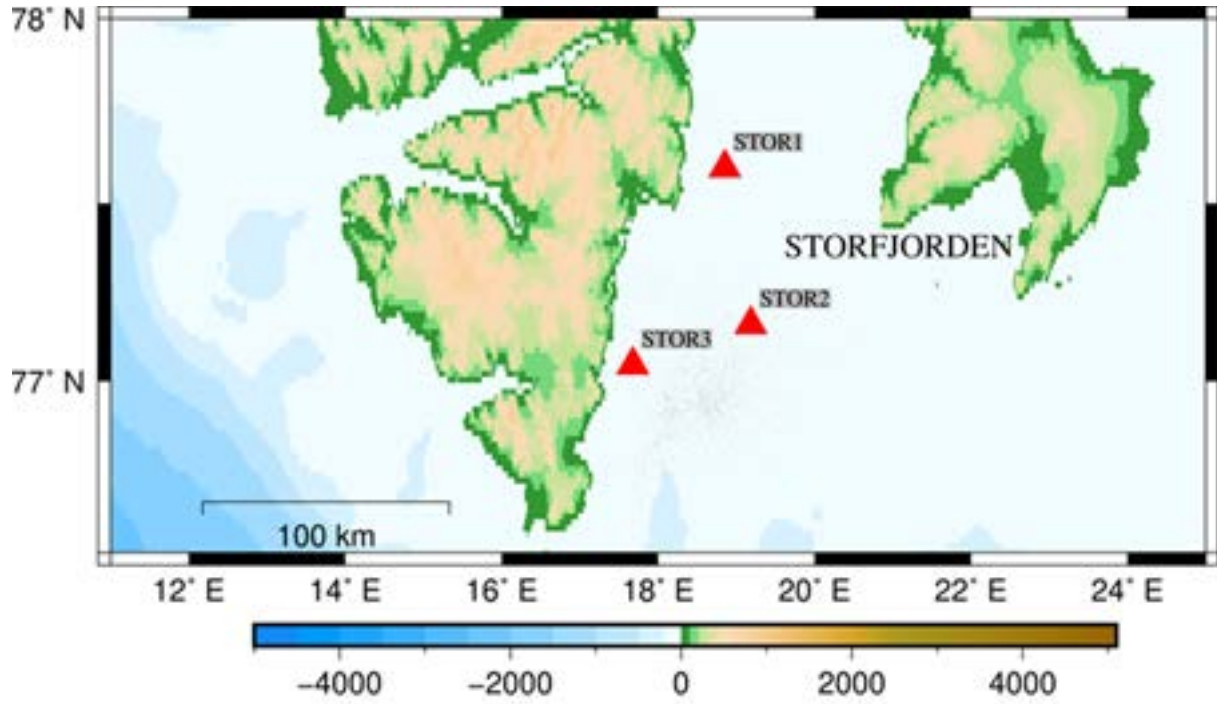 78° N
STOR1
STORFJORDEN
STOR2
STOR3
77° N
100 km
12° E 14° E 16° E 18° E 20° E 22° E 24° E
−4000 −2000 0 2000 4000